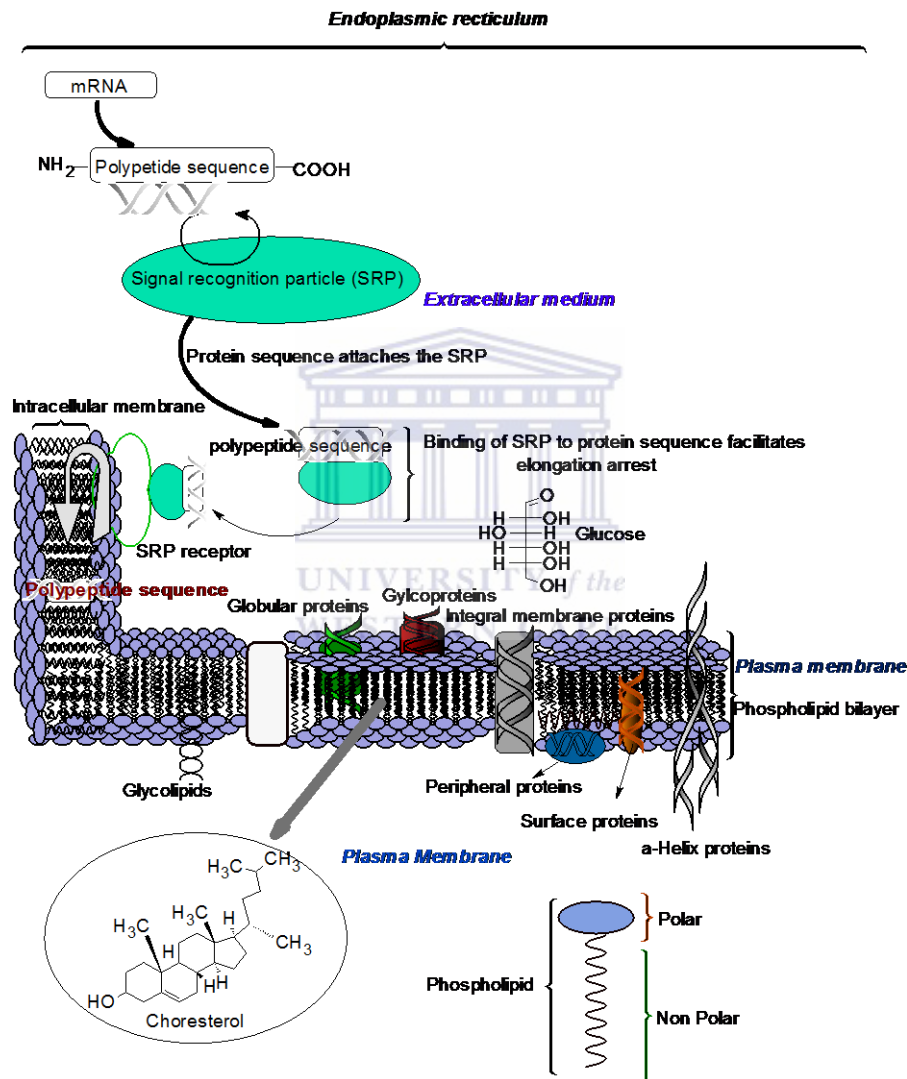 Endoplasmic recticulum
mRNA
NH2
Polypetide sequence
COOH
Signal recognition particle (SRP)
Extracellular medium
Protein sequence attaches the SRP
Intracellular membrane
polypeptide sequence
Binding of SRP to protein sequence facilitates
elongation arrest
SRP receptor
O
H
OH
HO
H
Glucose
H
OH
H
OH
OH
UNIVERSITY of the
Polypeptide sequence
Globular proteins
Gylcoproteins
Integral membrane proteins
Plasma membrane
Phospholipid bilayer
Glycolipids
Peripheral proteins
Surface proteins
a-Helix proteins
Plasma Membrane
CH3
H3C
H3C
H
H3C
CH3
H
H
H
HO
Choresterol
Polar
Phospholipid
Non Polar